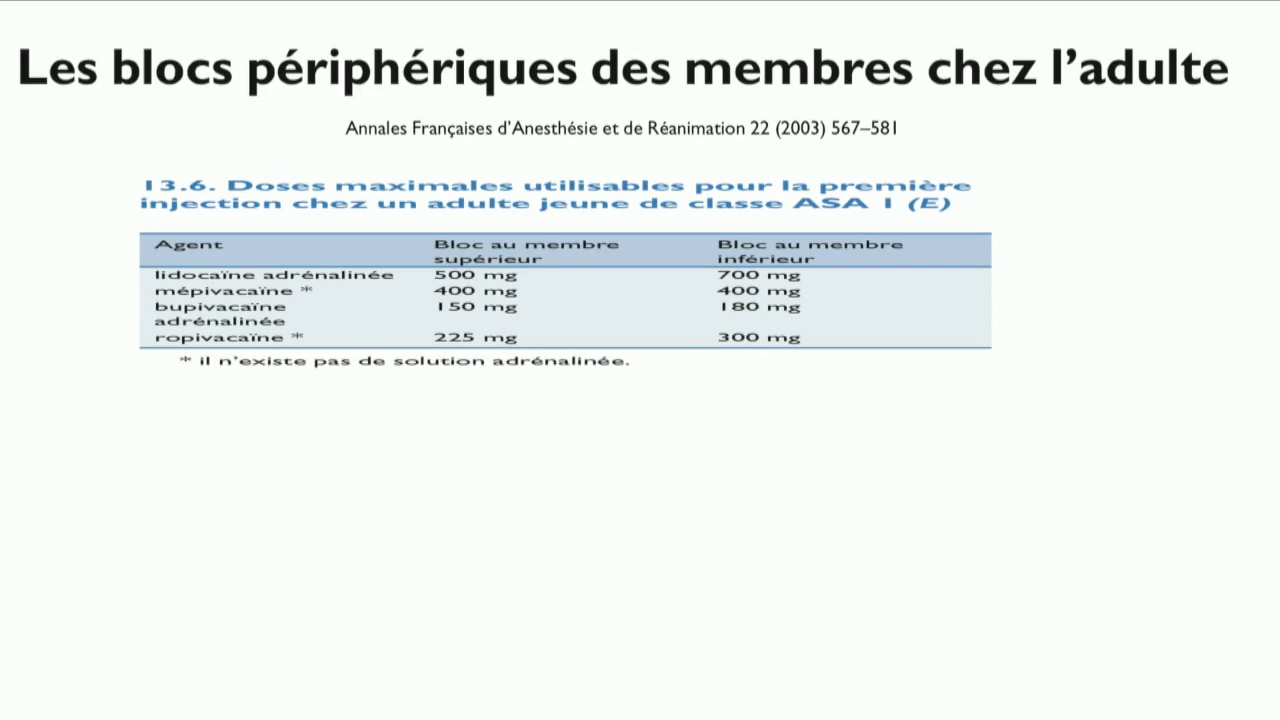 Les blocs périphériques des membres chez l'adulte
Annales Françaises d'Anesthésie et de Réanimation 22 (2003) 567–581
13.6. Doses maximales utilisables pour la première
injection chez un adulte jeune de classe ASA 1 (E)
Agent Bloc au membre supérieur Bloc au membre inférieur
lidocaïne adrénalinée 500 mg 700 mg
mépivacaïne * 400 mg 400 mg
bupivacaïne adrénalinée 150 mg 180 mg
ropivacaïne * 225 mg 300 mg
* il n'existe pas de solution adrénalinée.